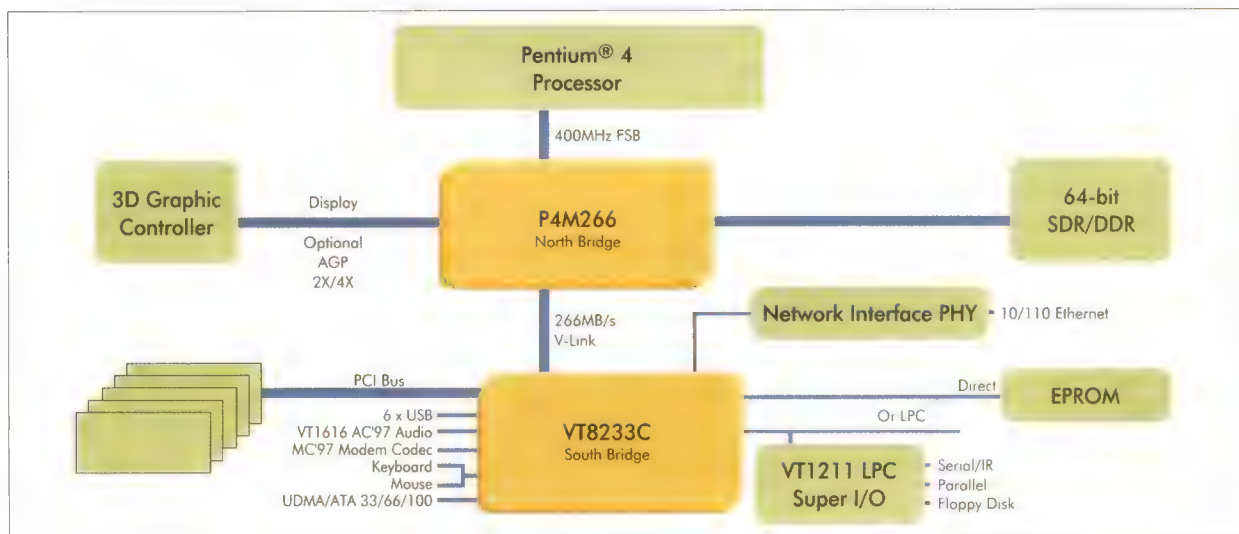 Pentium® 4
Processor
400MHz FSB
3D Graphic
Controller
Display
Optional
AGP
2X/4X
P4M266
North Bridge
64-bit
SDR/DDR
266MB/s
V-Link
Network Interface PHY
10/110 Ethernet
PCI Bus
6 x USB
VT1616 AC'97 Audio
MC'97 Modem Codec
Keyboard
Mouse
UDMA/ATA 33/66/100
VT8233C
South Bridge
Direct
EPROM
Or LPC
VT1211 LPC
Super I/O
Serial/IR
Parallel
Floppy Disk